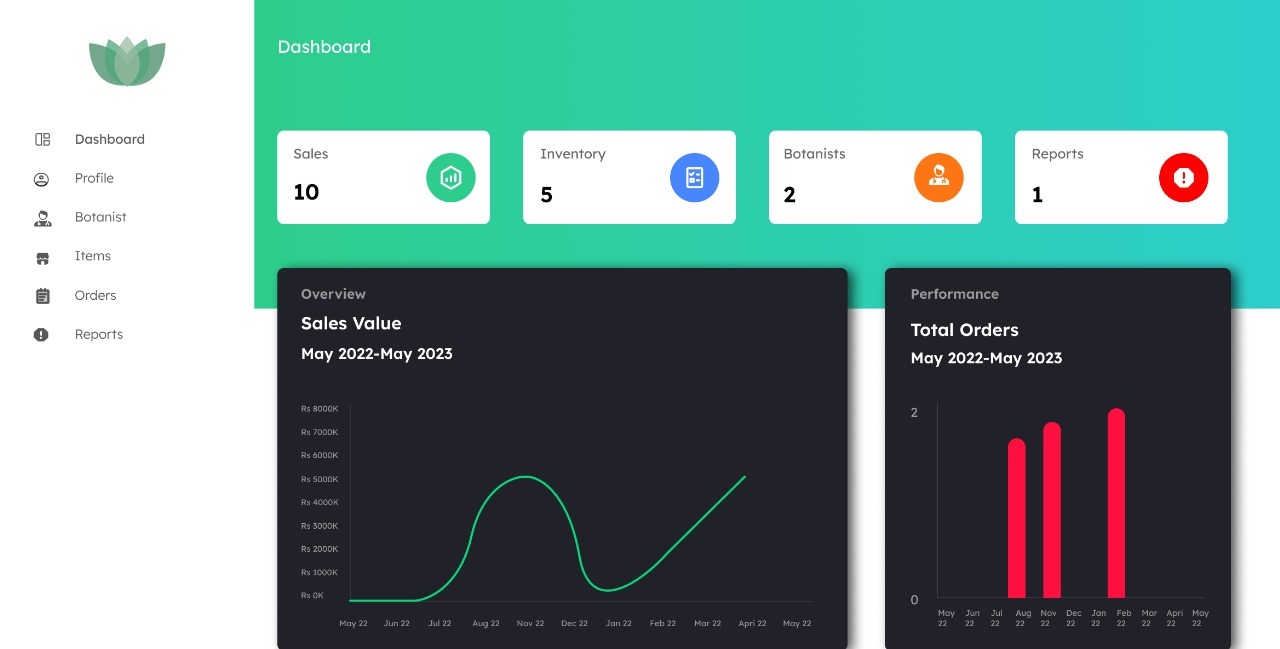 Dashboard
Dashboard
Profile
Botanist
Items
Orders
Reports
Sales
10
Inventory
5
Botanists
2
Reports
1
Overview
Sales Value
May 2022-May 2023
Rs 8000K
Rs 7000K
Rs 6000K
Rs 5000K
Rs 4000K
Rs 3000K
Rs 2000K
Rs 1000K
Rs 0K
May 22 Jun 22 Jul 22 Aug 22 Nov 22 Dec 22 Jan 22 Feb 22 Mar 22 Apri 22 May 22
Performance
Total Orders
May 2022-May 2023
2
0
May Jun Jul Aug Nov Dec Jan Feb Mar Apri May
22 22 22 22 22 22 22 22 22 22 22